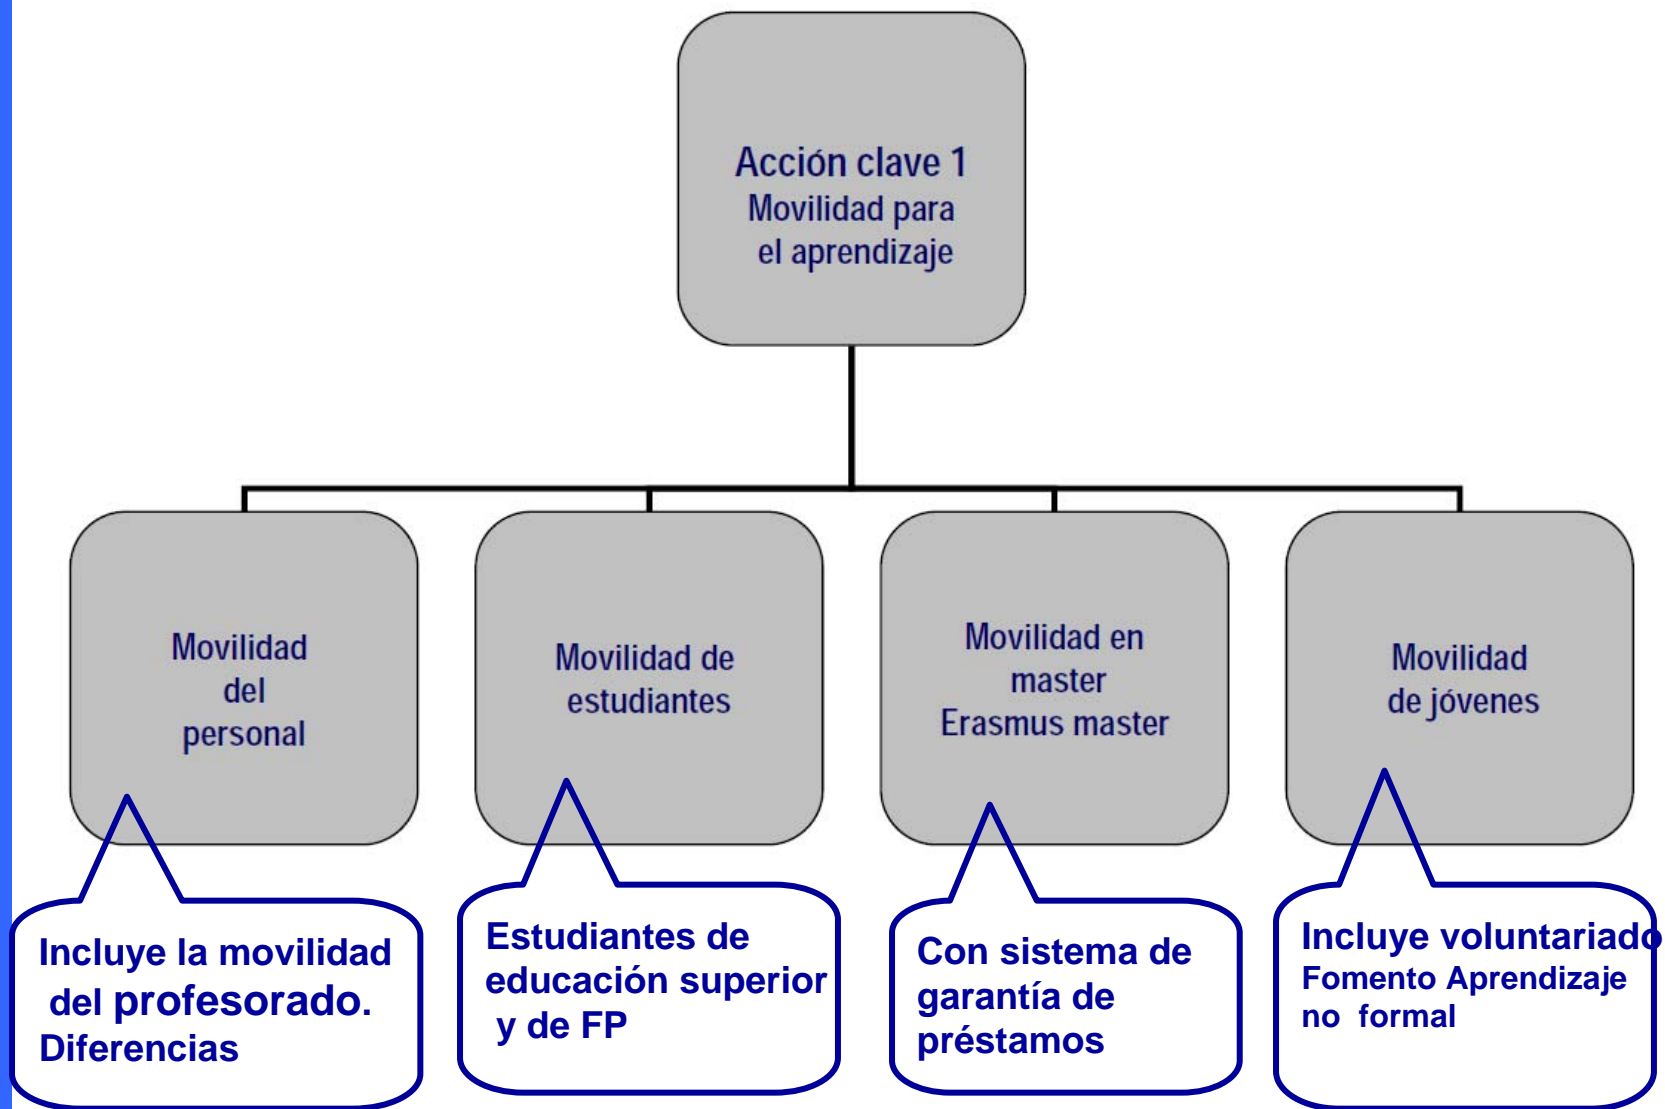 Acción clave 1
Movilidad para
el aprendizaje
Movilidad
del
personal
Movilidad de
estudiantes
Movilidad en
master
Erasmus master
Movilidad
de jóvenes
Incluye la movilidad
del profesorado.
Diferencias
Estudiantes de
educación superior
y de FP
Con sistema de
garantía de
préstamos
Incluye voluntariado
Fomento Aprendizaje
no formal